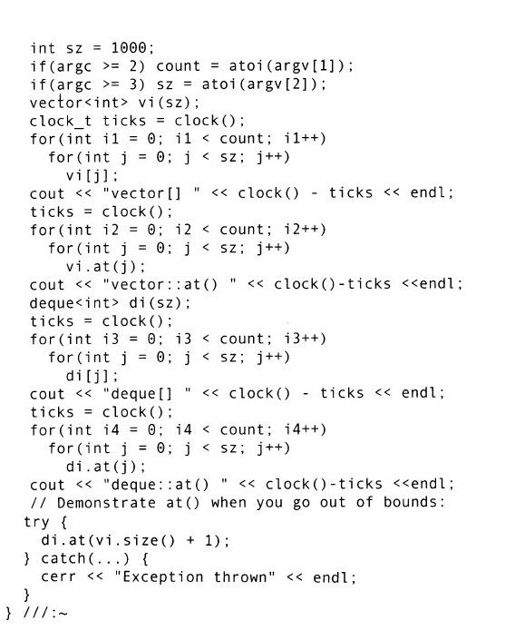 int sz = 1000;
if(argc >= 2) count = atoi(argv[1]);
if(argc >= 3) sz = atoi(argv[2]);
vector<int> vi(sz);
clock_t ticks = clock();
for(int i1 = 0; i1 < count; i1++)
for(int j = 0; j < sz; j++)
vi[j];
cout << "vector[] " << clock() - ticks << endl;
ticks = clock();
for(int i2 = 0; i2 < count; i2++)
for(int j = 0; j < sz; j++)
vi.at(j);
cout << "vector::at() " << clock()-ticks <<endl;
deque<int> di(sz);
ticks = clock();
for(int i3 = 0; i3 < count; i3++)
for(int j = 0; j < sz; j++)
di[j];
cout << "deque[] " << clock() - ticks << endl;
ticks = clock();
for(int i4 = 0; i4 < count; i4++)
for(int j = 0; j < sz; j++)
di.at(j);
cout << "deque::at() " << clock()-ticks <<endl;
// Demonstrate at() when you go out of bounds:
try {
di.at(vi.size() + 1);
} catch(...) {
cerr << "Exception thrown" << endl;
}
} ///:~